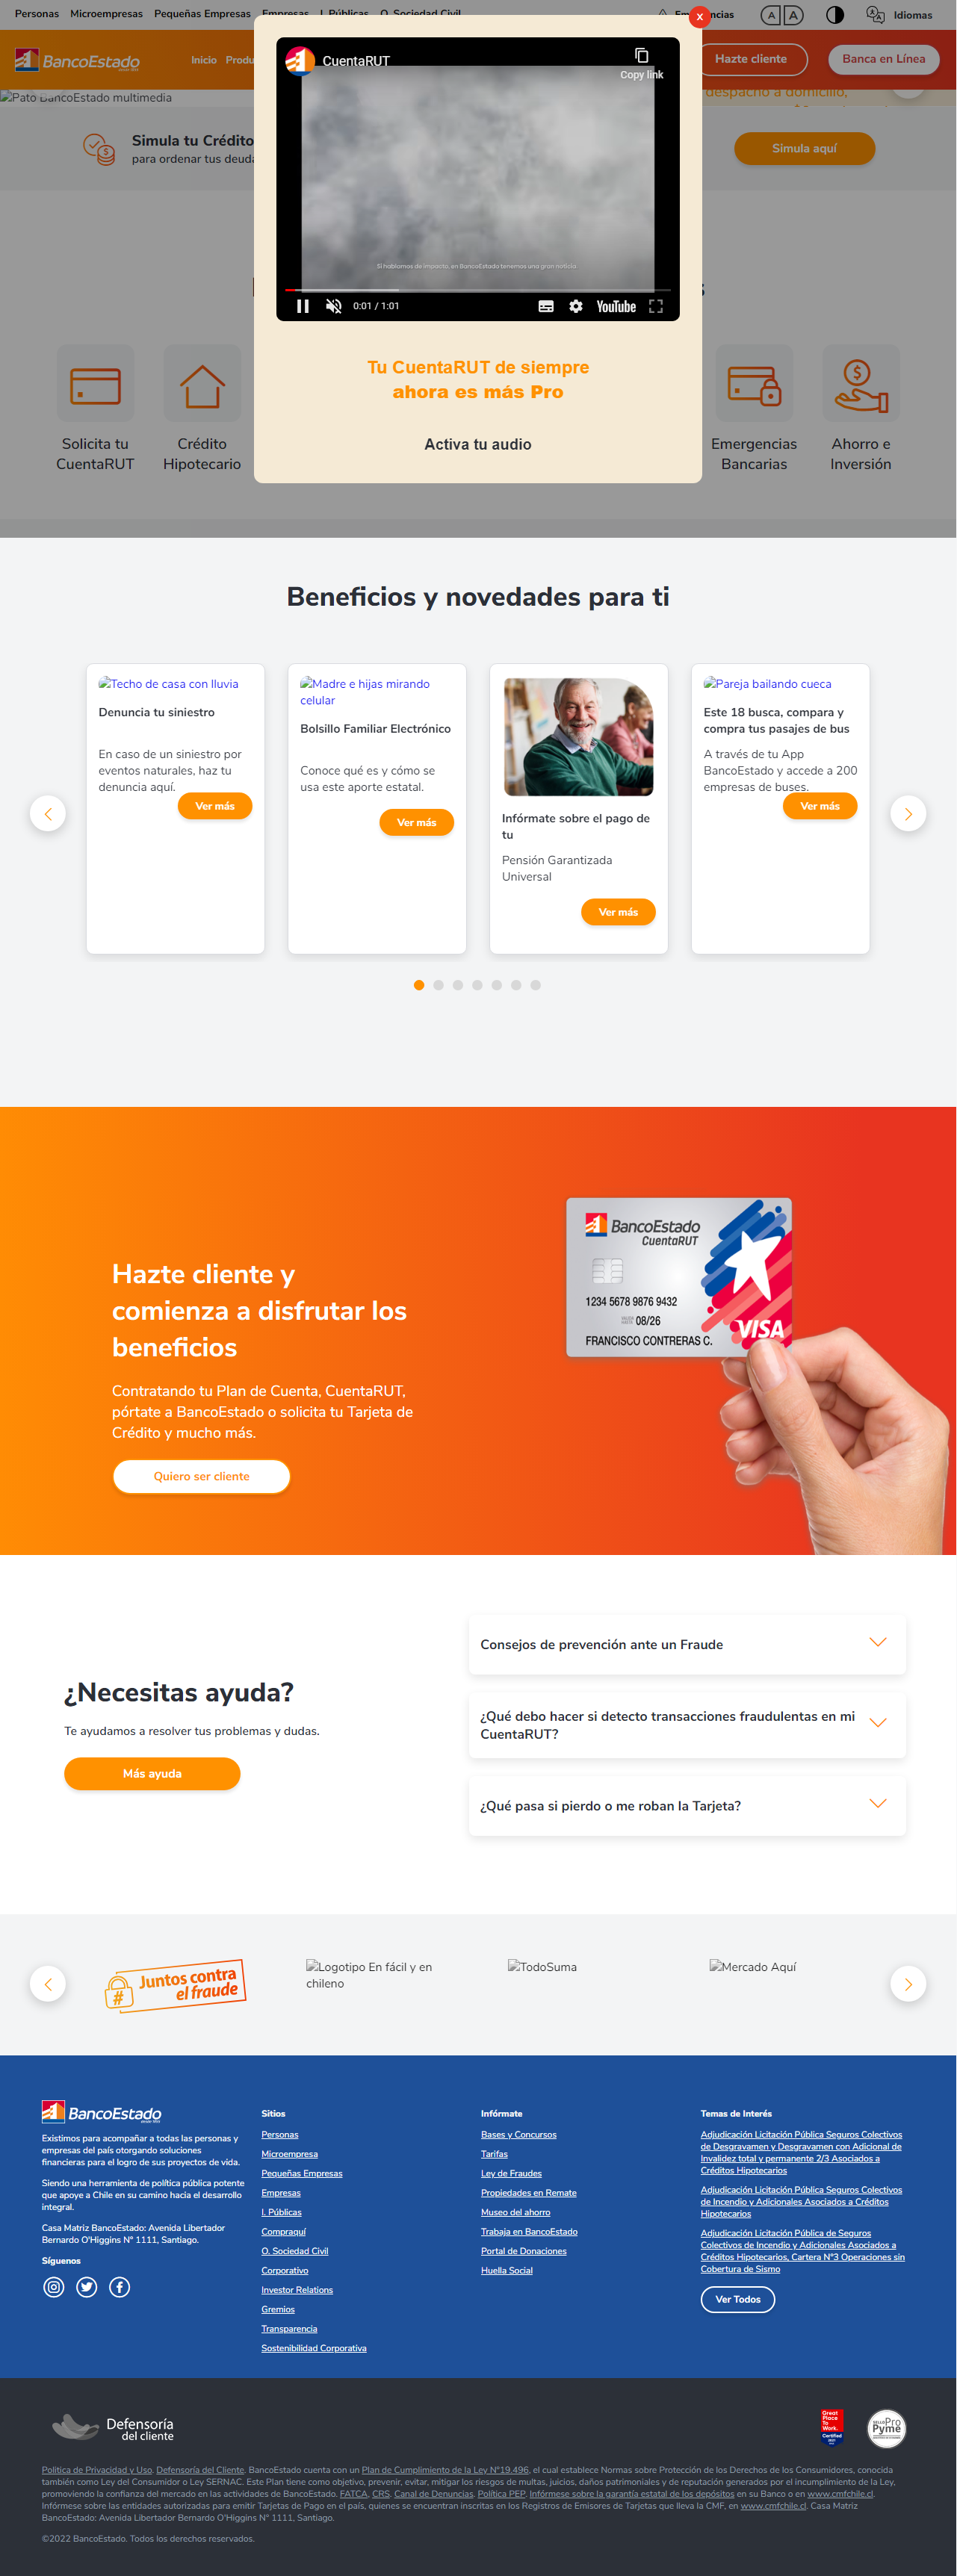 Personas Microempresas Pequeñas Empresas Empresas I. Públicas O. Sociedad Civil
A A Idiomas
BancoEstado
Inicio
Hazte cliente
Banca en Línea
X
CuentaRUT
Copy link
Pato BancoEstado multimedia
despacho a domicilio,
Simula tu Crédito
para ordenar tus
Simula aquí
Si hablamos de impacto, en BancoEstado tenemos una gran noticia
0:01 / 1:01
YouTube
Tu CuentaRUT de siempre
ahora es más Pro
Activa tu audio
Solicita tu
CuentaRUT
Crédito
Hipotecario
Emergencias
Bancarias
Ahorro e
Inversión
Beneficios y novedades para ti
Techo de casa con lluvia
Denuncia tu siniestro
En caso de un siniestro por
eventos naturales, haz tu
denuncia aquí.
Ver más
Madre e hijas mirando
celular
Bolsillo Familiar Electrónico
Conoce qué es y cómo se
usa este aporte estatal.
Ver más
Infórmate sobre el pago de
tu
Pensión Garantizada
Universal
Ver más
Pareja bailando cueca
Este 18 busca, compara y
compra tus pasajes de bus
A través de tu App
BancoEstado y accede a 200
empresas de buses.
Ver más
Hazte cliente y
comienza a disfrutar los
beneficios
Contratando tu Plan de Cuenta, CuentaRUT,
pórtate a BancoEstado o solicita tu Tarjeta de
Crédito y mucho más.
Quiero ser cliente
BancoEstado
CuentaRUT
1234 5678 9876 9432
08/26
FRANCISCO CONTRERAS C.
VISA
¿Necesitas ayuda?
Te ayudamos a resolver tus problemas y dudas.
Más ayuda
Consejos de prevención ante un Fraude
¿Qué debo hacer si detecto transacciones fraudulentas en mi
CuentaRUT?
¿Qué pasa si pierdo o me roban la Tarjeta?
Juntos contra
el fraude
Logotipo En fácil y en
chileno
TodoSuma
Mercado Aquí
BancoEstado
Existimos para acompañar a todas las personas y
empresas del país otorgando soluciones
financieras para el logro de sus proyectos de vida.
Siendo una herramienta de política pública potente
que apoye a Chile en su camino hacia el desarrollo
integral.
Casa Matriz BancoEstado: Avenida Libertador
Bernardo O'Higgins Nº 1111, Santiago.
Síguenos
Sitios
Personas
Microempresa
Pequeñas Empresas
Empresas
I. Públicas
Compraquí
O. Sociedad Civil
Corporativo
Investor Relations
Gremios
Transparencia
Sostenibilidad Corporativa
Infórmate
Bases y Concursos
Tarifas
Ley de Fraudes
Propiedades en Remate
Museo del ahorro
Trabaja en BancoEstado
Portal de Donaciones
Huella Social
Temas de Interés
Adjudicación Licitación Pública Seguros Colectivos
de Desgravamen y Desgravamen con Adicional de
Invalidez total y permanente 2/3 Asociados a
Créditos Hipotecarios
Adjudicación Licitación Pública Seguros Colectivos
de Incendio y Adicionales Asociados a Créditos
Hipotecarios
Adjudicación Licitación Pública de Seguros
Colectivos de Incendio y Adicionales Asociados a
Créditos Hipotecarios, Cartera N°3 Operaciones sin
Cobertura de Sismo
Ver Todos
Defensoría
del cliente
Great
Place
To
Work.
Certified
Pro
Pyme
Politica de Privacidad y Uso. Defensoría del Cliente. BancoEstado cuenta con un Plan de Cumplimiento de la Ley N°19.496, el cual establece Normas sobre Protección de los Derechos de los Consumidores, conocida
también como Ley del Consumidor o Ley SERNAC. Este Plan tiene como objetivo, prevenir, evitar, mitigar los riesgos de multas, juicios, daños patrimoniales y de reputación generados por el incumplimiento de la Ley,
promoviendo la confianza del mercado en las actividades de BancoEstado. FATCA. CRS. Canal de Denuncias. Política PEP. Infórmese sobre la garantía estatal de los depósitos en su Banco o en www.cmfchile.cl.
Infórmese sobre las entidades autorizadas para emitir Tarjetas de Pago en el país, quienes se encuentran inscritas en los Registros de Emisores de Tarjetas que lleva la CMF, en www.cmfchile.cl. Casa Matriz
BancoEstado: Avenida Libertador Bernardo O'Higgins N° 1111, Santiago.
©2022 BancoEstado. Todos los derechos reservados.